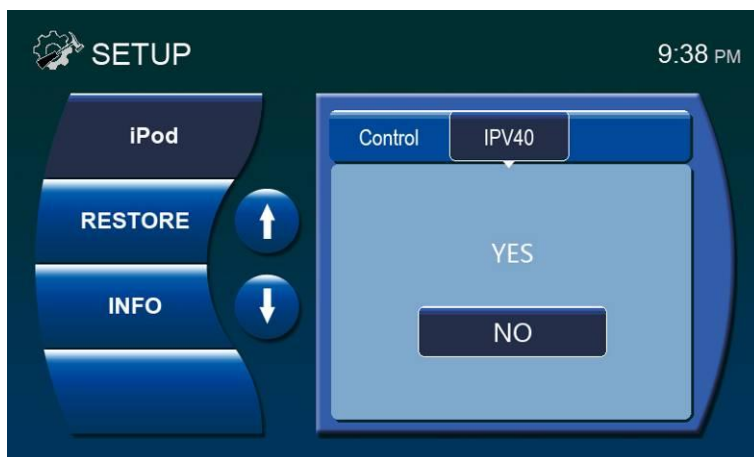 SETUP
9:38 PM
iPod
RESTORE
INFO
Control
IPV40
YES
NO